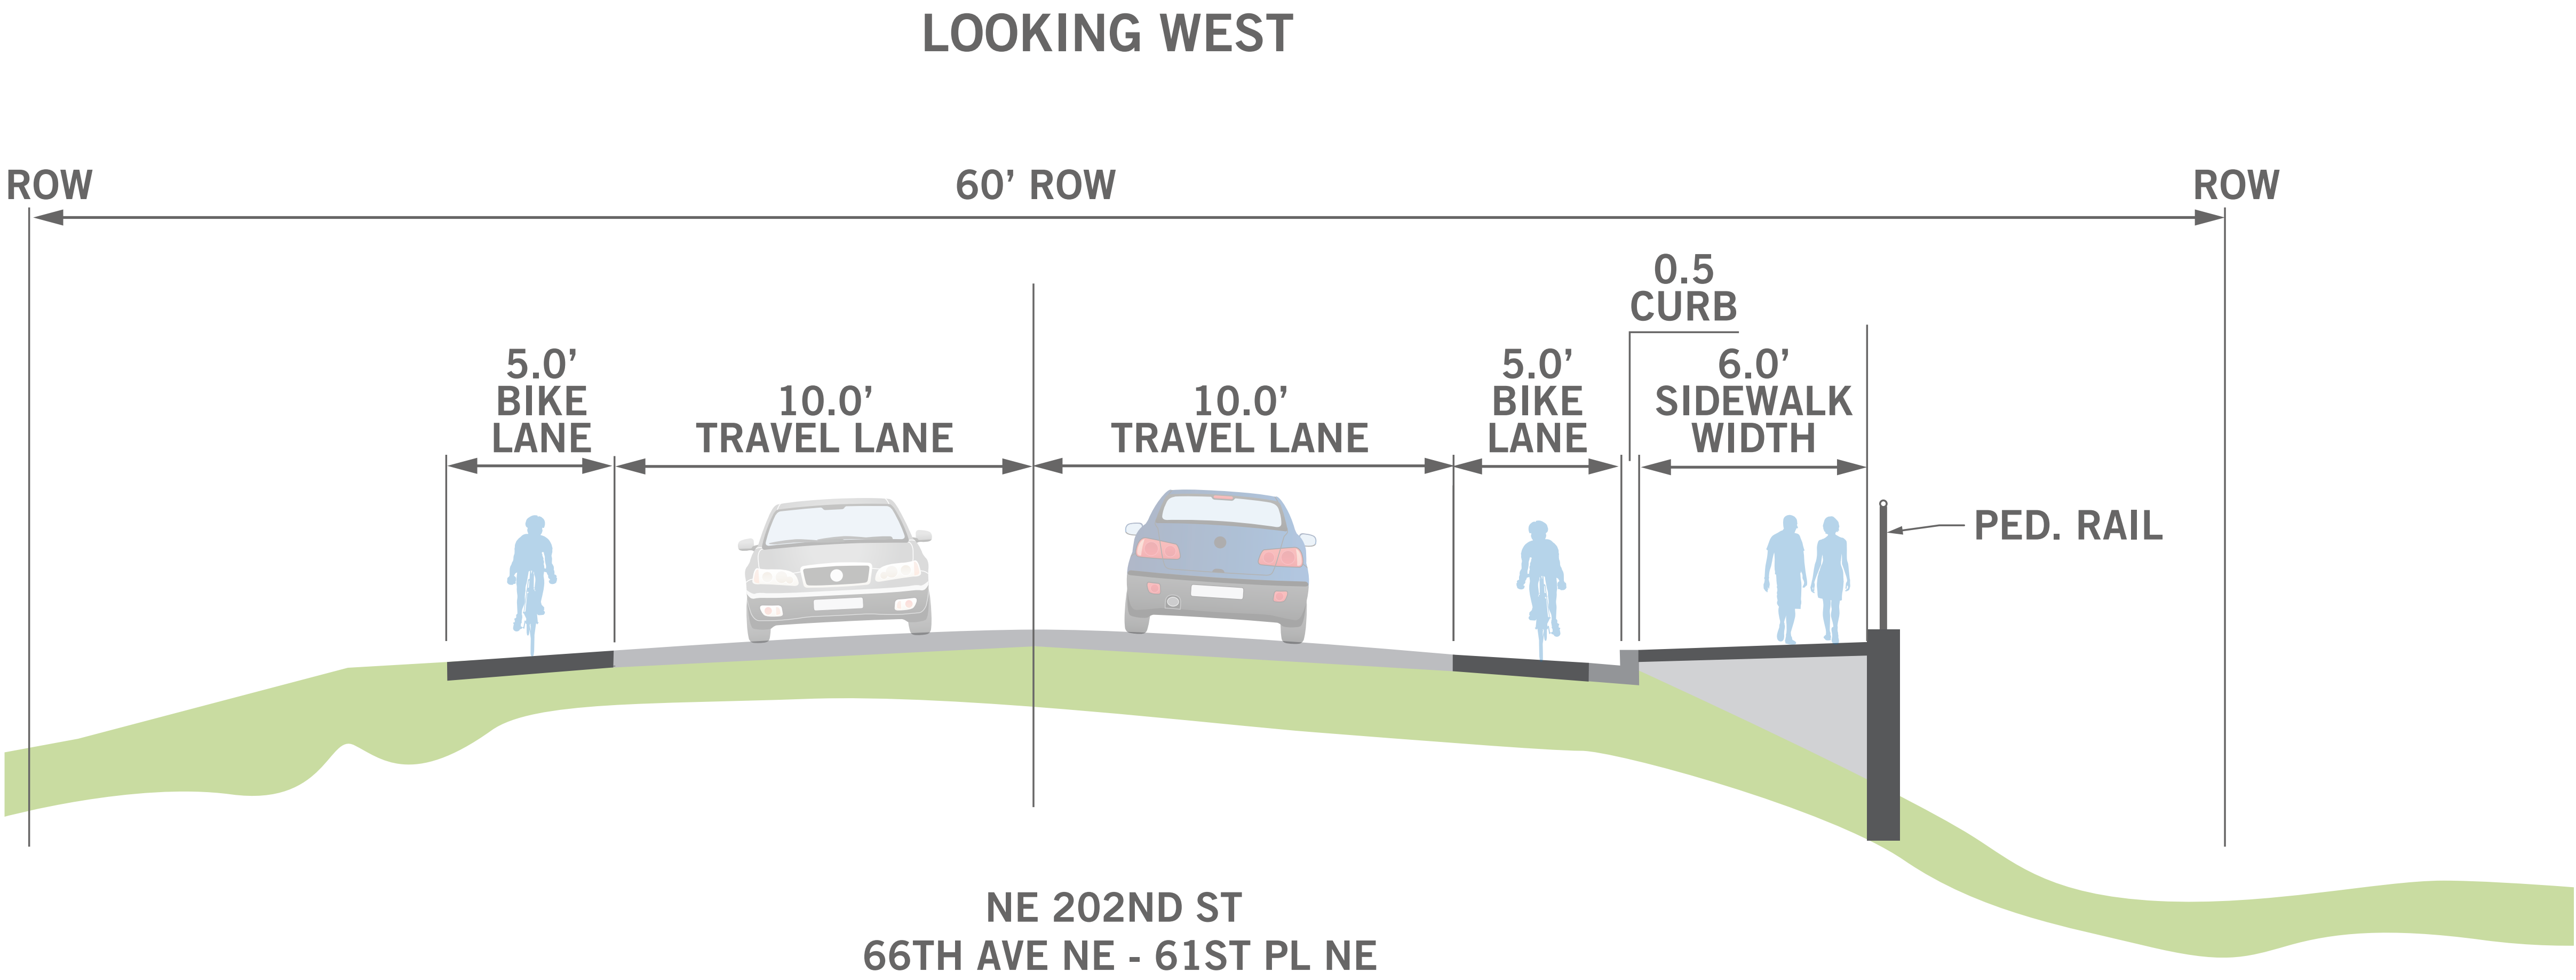 LOOKING WEST
ROW
60’ ROW
ROW
0.5
CURB
5.0’
BIKE
LANE
10.0’
TRAVEL LANE
10.0’
TRAVEL LANE
5.0’
BIKE
LANE
6.0’
SIDEWALK
WIDTH
PED. RAIL
NE 202ND ST
66TH AVE NE - 61ST PL NE